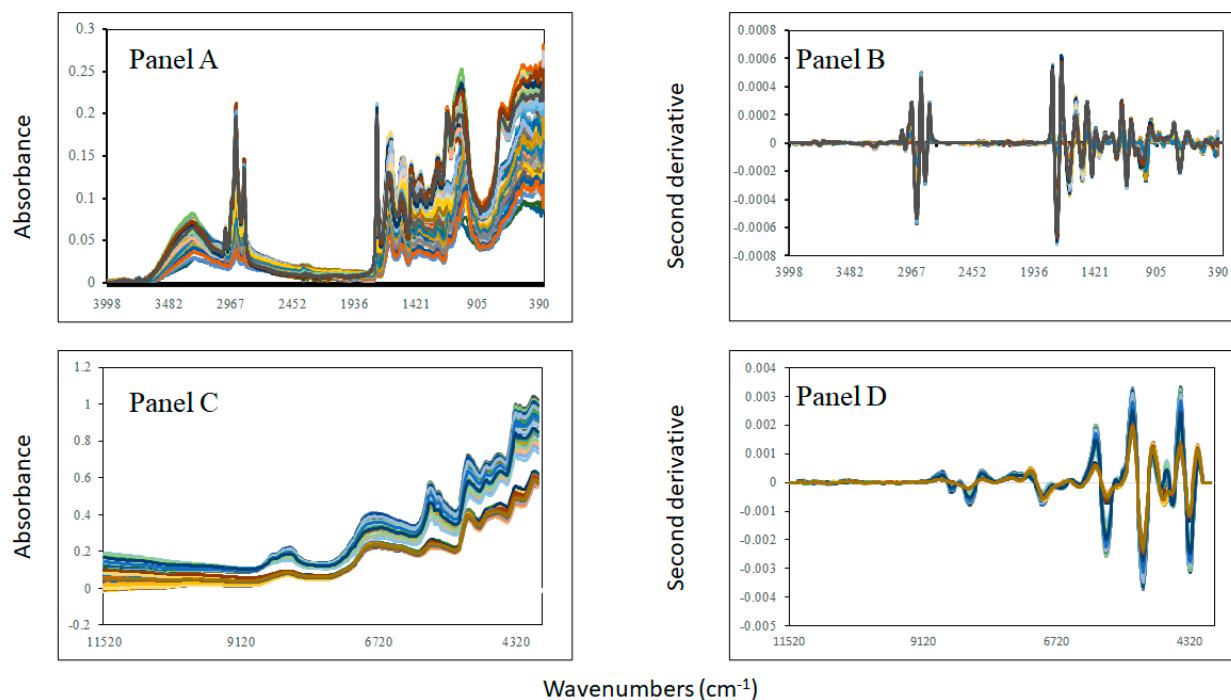 Panel A
Absorbance
0.3
0.25
0.2
0.15
0.1
0.05
0
3998 3482 2967 2452 1936 1421 905 390
Panel B
Second derivative
0.0008
0.0006
0.0004
0.0002
0
-0.0002
-0.0004
-0.0006
-0.0008
3998 3482 2967 2452 1936 1421 905 390
Panel C
Absorbance
1.2
1
0.8
0.6
0.4
0.2
0
-0.2
11520 9120 6720 4320
Panel D
Second derivative
0.004
0.003
0.002
0.001
0
-0.001
-0.002
-0.003
-0.004
-0.005
11520 9120 6720 4320
Wavenumbers (cm⁻¹)